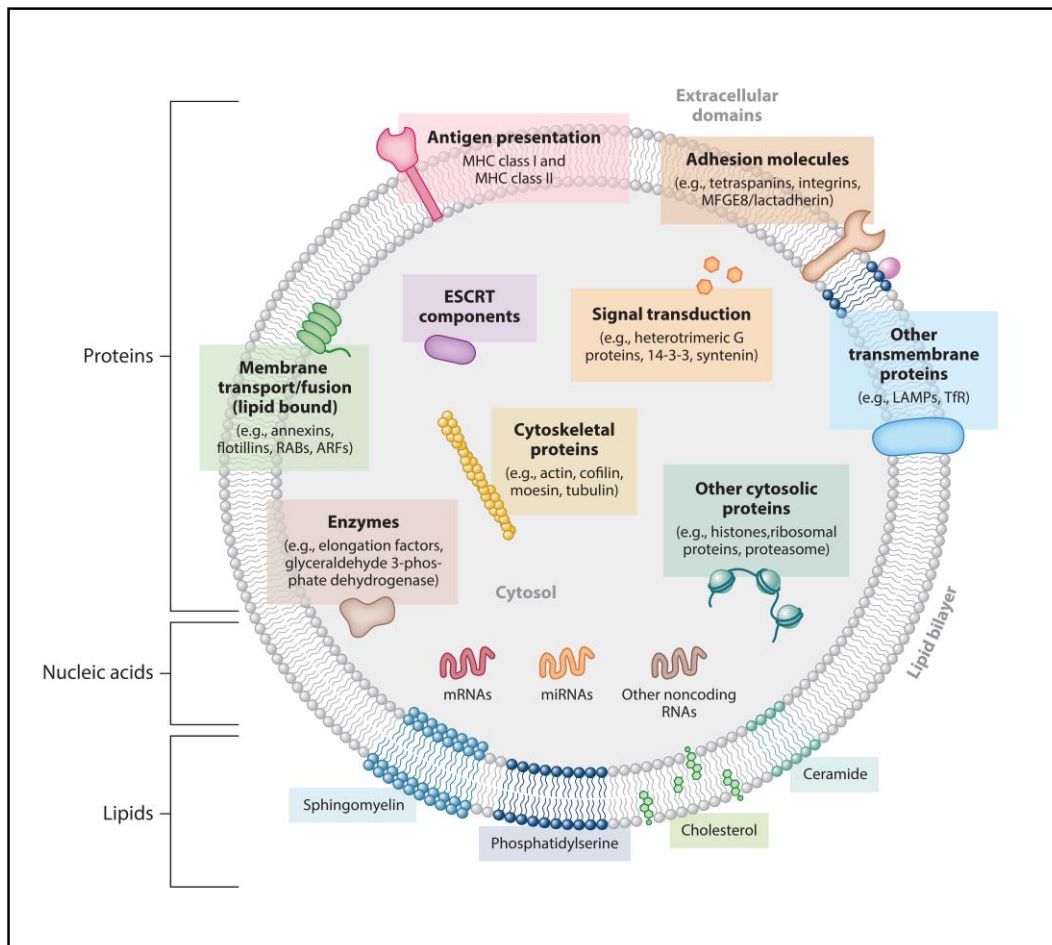 Extracellular
domains
Antigen presentation
MHC class I and
MHC class II
Adhesion molecules
(e.g., tetraspanins, integrins,
MFGE8/lactadherin)
ESCRT
components
Signal transduction
(e.g., heterotrimeric G
proteins, 14-3-3, syntenin)
Other
transmembrane
proteins
(e.g., LAMPs, TfR)
Proteins
Membrane
transport/fusion
(lipid bound)
(e.g., annexins,
flotillins, RABs, ARFs)
Cytoskeletal
proteins
(e.g., actin, cofilin,
moesin, tubulin)
Other cytosolic
proteins
(e.g., histones,ribosomal
proteins, proteasome)
Enzymes
(e.g., elongation factors,
glyceraldehyde 3-phos-
phate dehydrogenase)
Cytosol
Lipid bilayer
Nucleic acids
mRNAs
miRNAs
Other noncoding
RNAs
Lipids
Sphingomyelin
Phosphatidylserine
Cholesterol
Ceramide